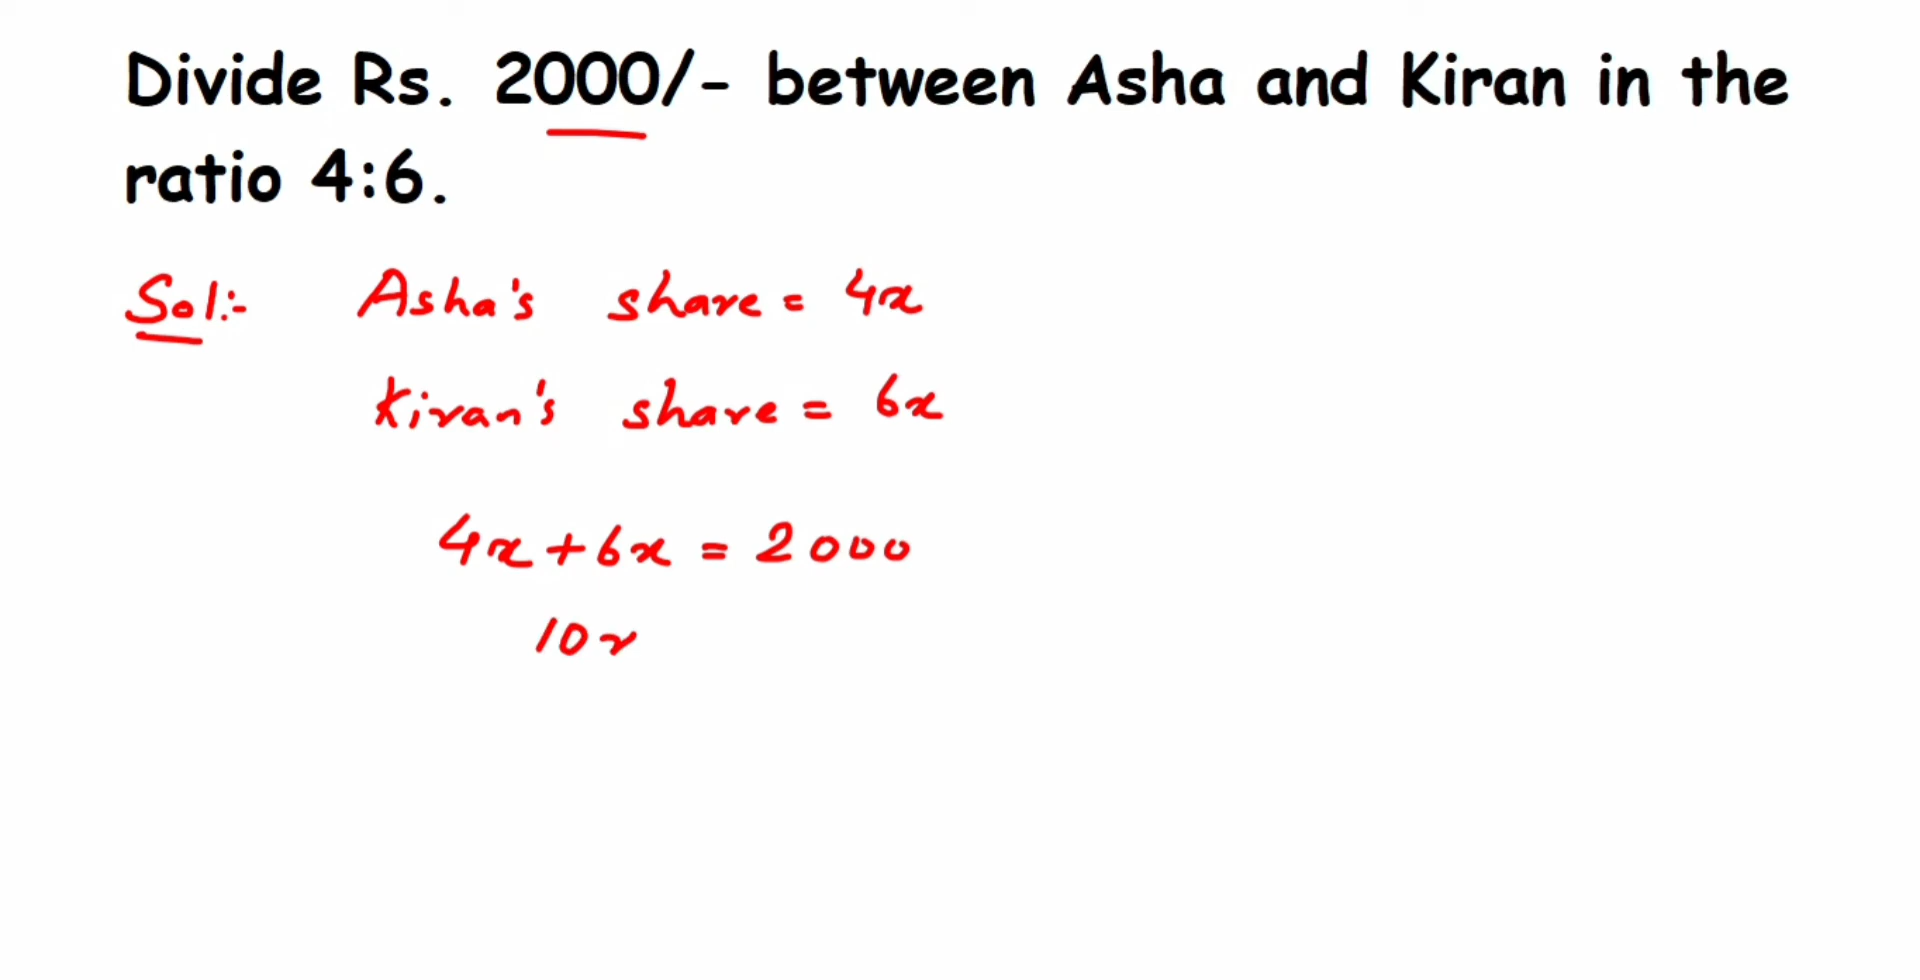 Divide Rs. 2000/- between Asha and Kiran in the
ratio 4:6.
Sol:- Asha's share = 4x
Kiran's share = 6x
4x+6x = 2000
10x